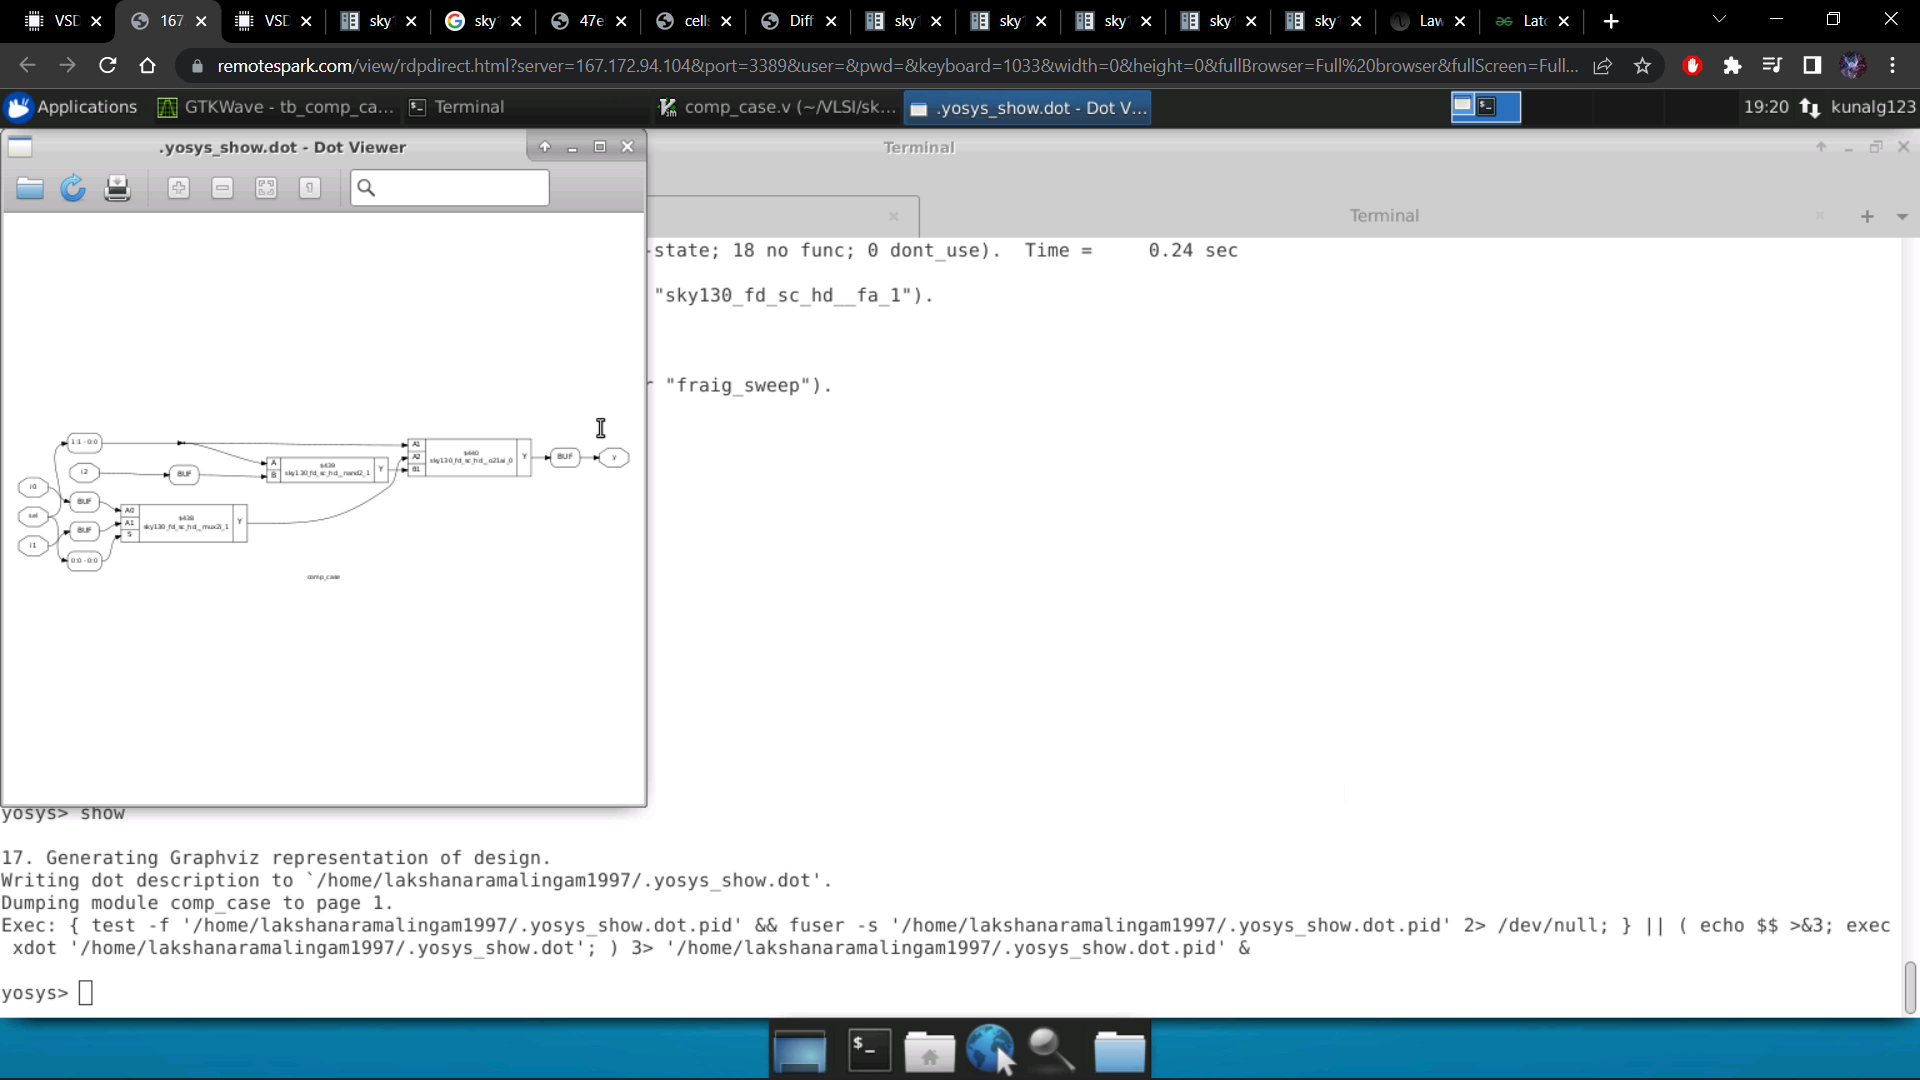 VSD
167
VSD
sky
sky
47e
cell
Diff
sky
sky
sky
sky
sky
Law
Latc
remotespark.com/view/rdpdirect.html?server=167.172.94.104&port=3389&user=&pwd=&keyboard=1033&width=0&height=0&fullBrowser=Full%20browser&fullScreen=Full...
Applications
GTKWave - tb_comp_ca...
Terminal
comp_case.v (~/VLSI/sk...
.yosys_show.dot - Dot V...
19:20
kunalg123
.yosys_show.dot - Dot Viewer
Terminal
Terminal
-state; 18 no func; 0 dont_use).  Time =     0.24 sec
"sky130_fd_sc_hd__fa_1").
r "fraig_sweep").
1:1 - 0:0
i2
BUF
A
B
$439
sky130_fd_sc_hd__nand2_1
Y
A1
A2
B1
$440
sky130_fd_sc_hd__o21ai_0
Y
BUF
y
i0
sel
i1
BUF
BUF
0:0 - 0:0
A0
A1
S
$438
sky130_fd_sc_hd__mux2i_1
Y
comp_case
yosys> show
17. Generating Graphviz representation of design.
Writing dot description to `/home/lakshanaramalingam1997/.yosys_show.dot'.
Dumping module comp_case to page 1.
Exec: { test -f '/home/lakshanaramalingam1997/.yosys_show.dot.pid' && fuser -s '/home/lakshanaramalingam1997/.yosys_show.dot.pid' 2> /dev/null; } || ( echo $$ >&3; exec
xdot '/home/lakshanaramalingam1997/.yosys_show.dot'; ) 3> '/home/lakshanaramalingam1997/.yosys_show.dot.pid' &
yosys>